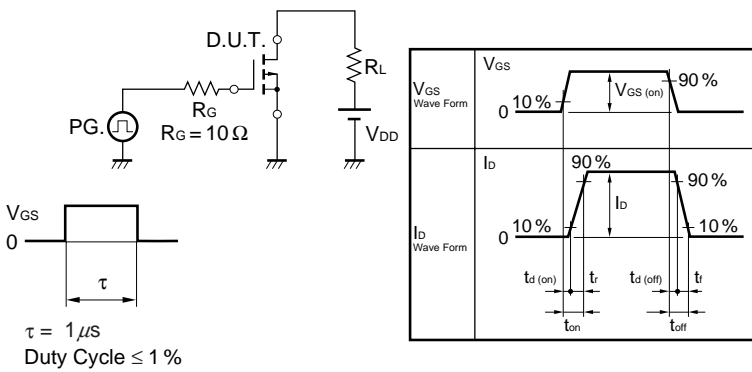 D.U.T.
RL
RG
PG.
RG = 10 Ω
VDD
VGS
0
τ
τ = 1 μs
Duty Cycle ≤ 1 %
VGS
Wave Form
VGS
90 %
VGS (on)
10 %
0
ID
Wave Form
ID
90 %
90 %
ID
10 %
10 %
0
td (on)
tr
td (off)
tf
ton
toff